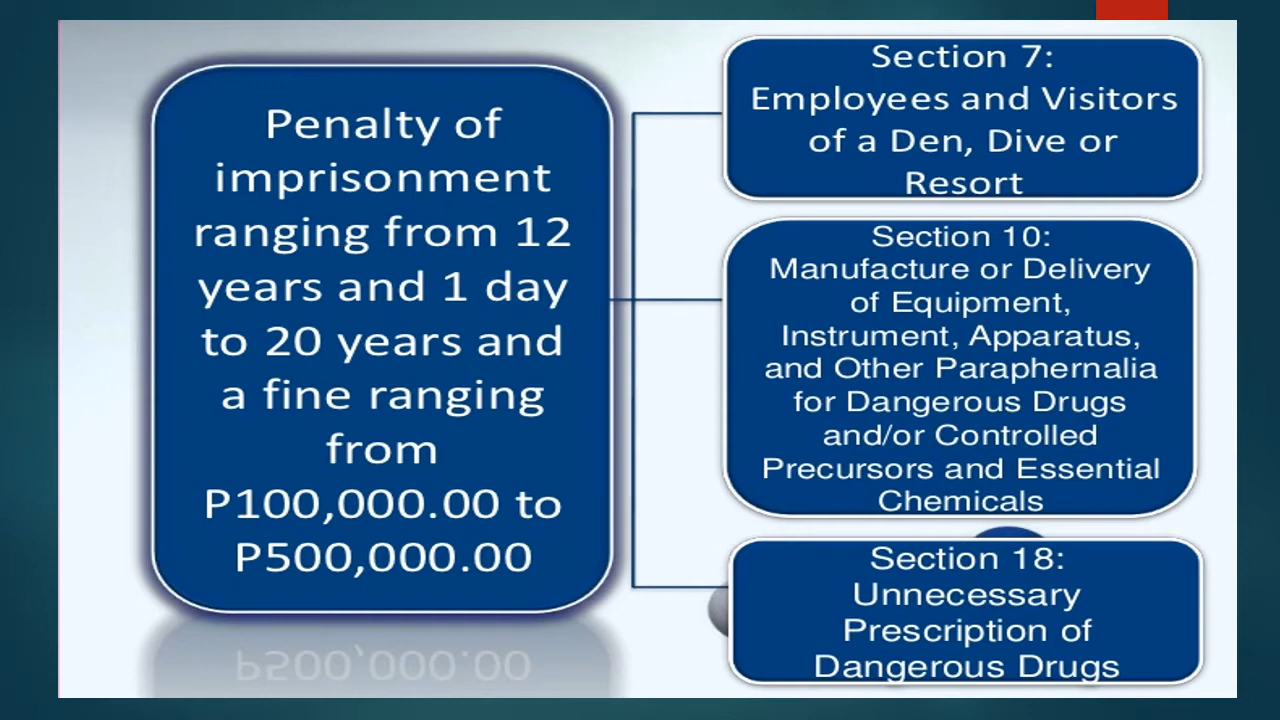 Penalty of
imprisonment
ranging from 12
years and 1 day
to 20 years and
a fine ranging
from
P100,000.00 to
P500,000.00
Section 7:
Employees and Visitors
of a Den, Dive or
Resort
Section 10:
Manufacture or Delivery
of Equipment,
Instrument, Apparatus,
and Other Paraphernalia
for Dangerous Drugs
and/or Controlled
Precursors and Essential
Chemicals
Section 18:
Unnecessary
Prescription of
Dangerous Drugs